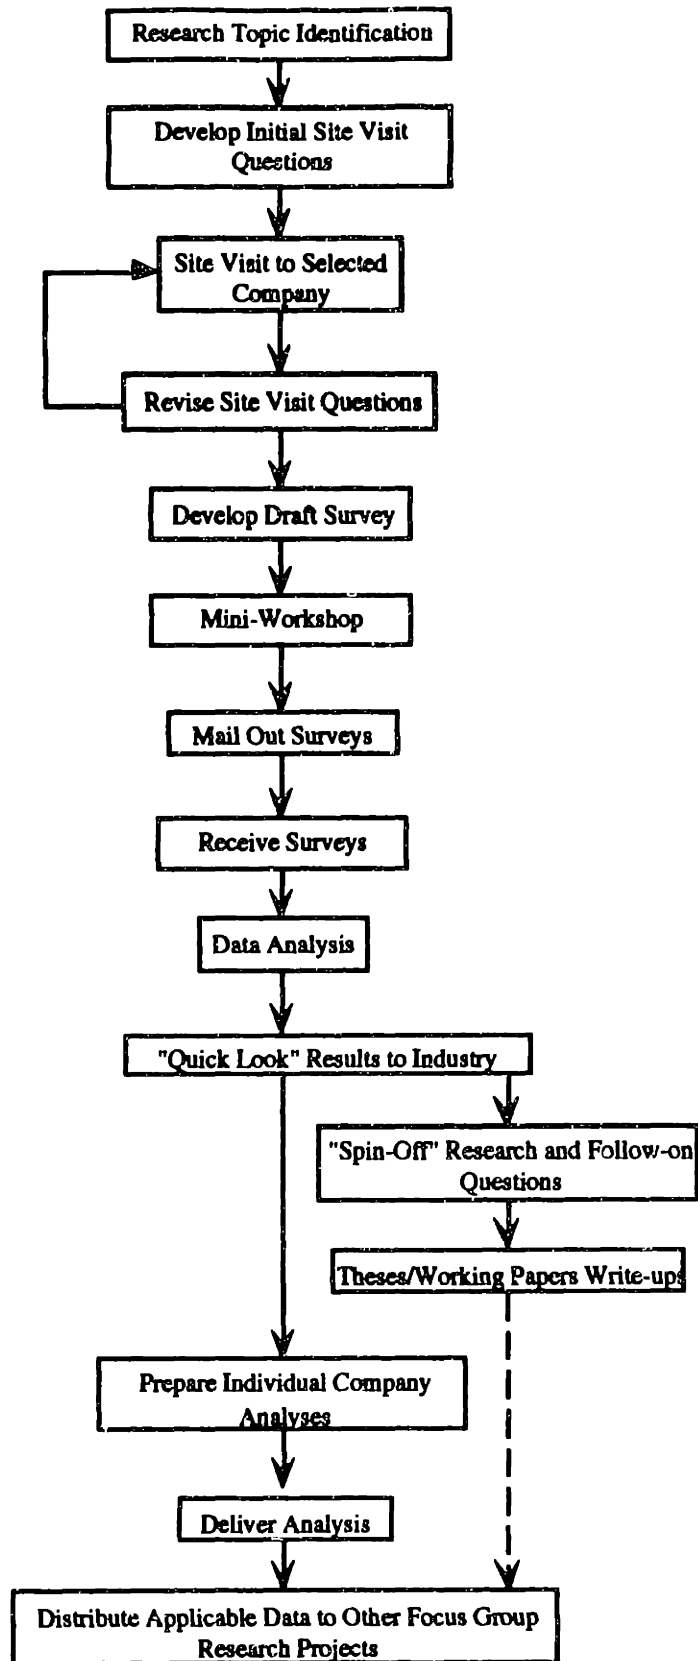 Research Topic Identification
Develop Initial Site Visit
Questions
Site Visit to Selected
Company
Revise Site Visit Questions
Develop Draft Survey
Mini-Workshop
Mail Out Surveys
Receive Surveys
Data Analysis
"Quick Look" Results to Industry
"Spin-Off" Research and Follow-on
Questions
Theses/Working Papers Write-ups
Prepare Individual Company
Analyses
Deliver Analysis
Distribute Applicable Data to Other Focus Group
Research Projects